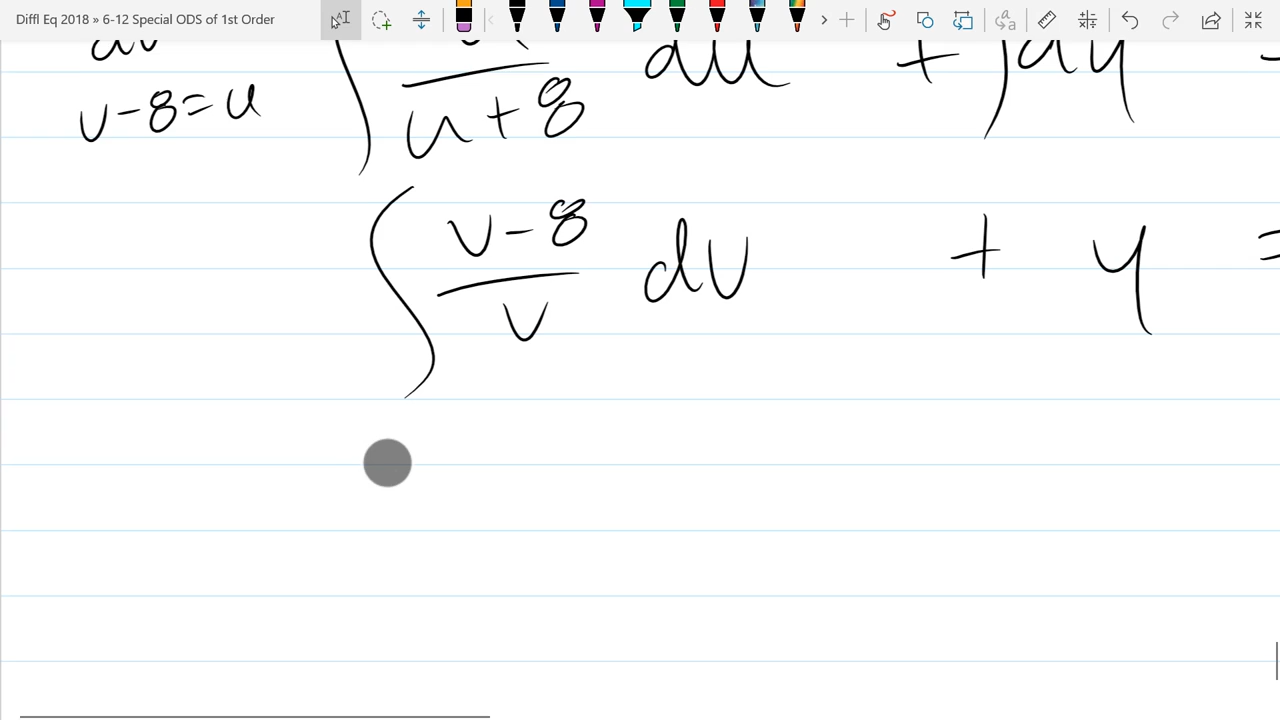 Diffl Eq 2018 » 6-12 Special ODS of 1st Order
v-8=u ∫ /(u+8) du + ∫dy
∫ (v-8)/v dv + y =